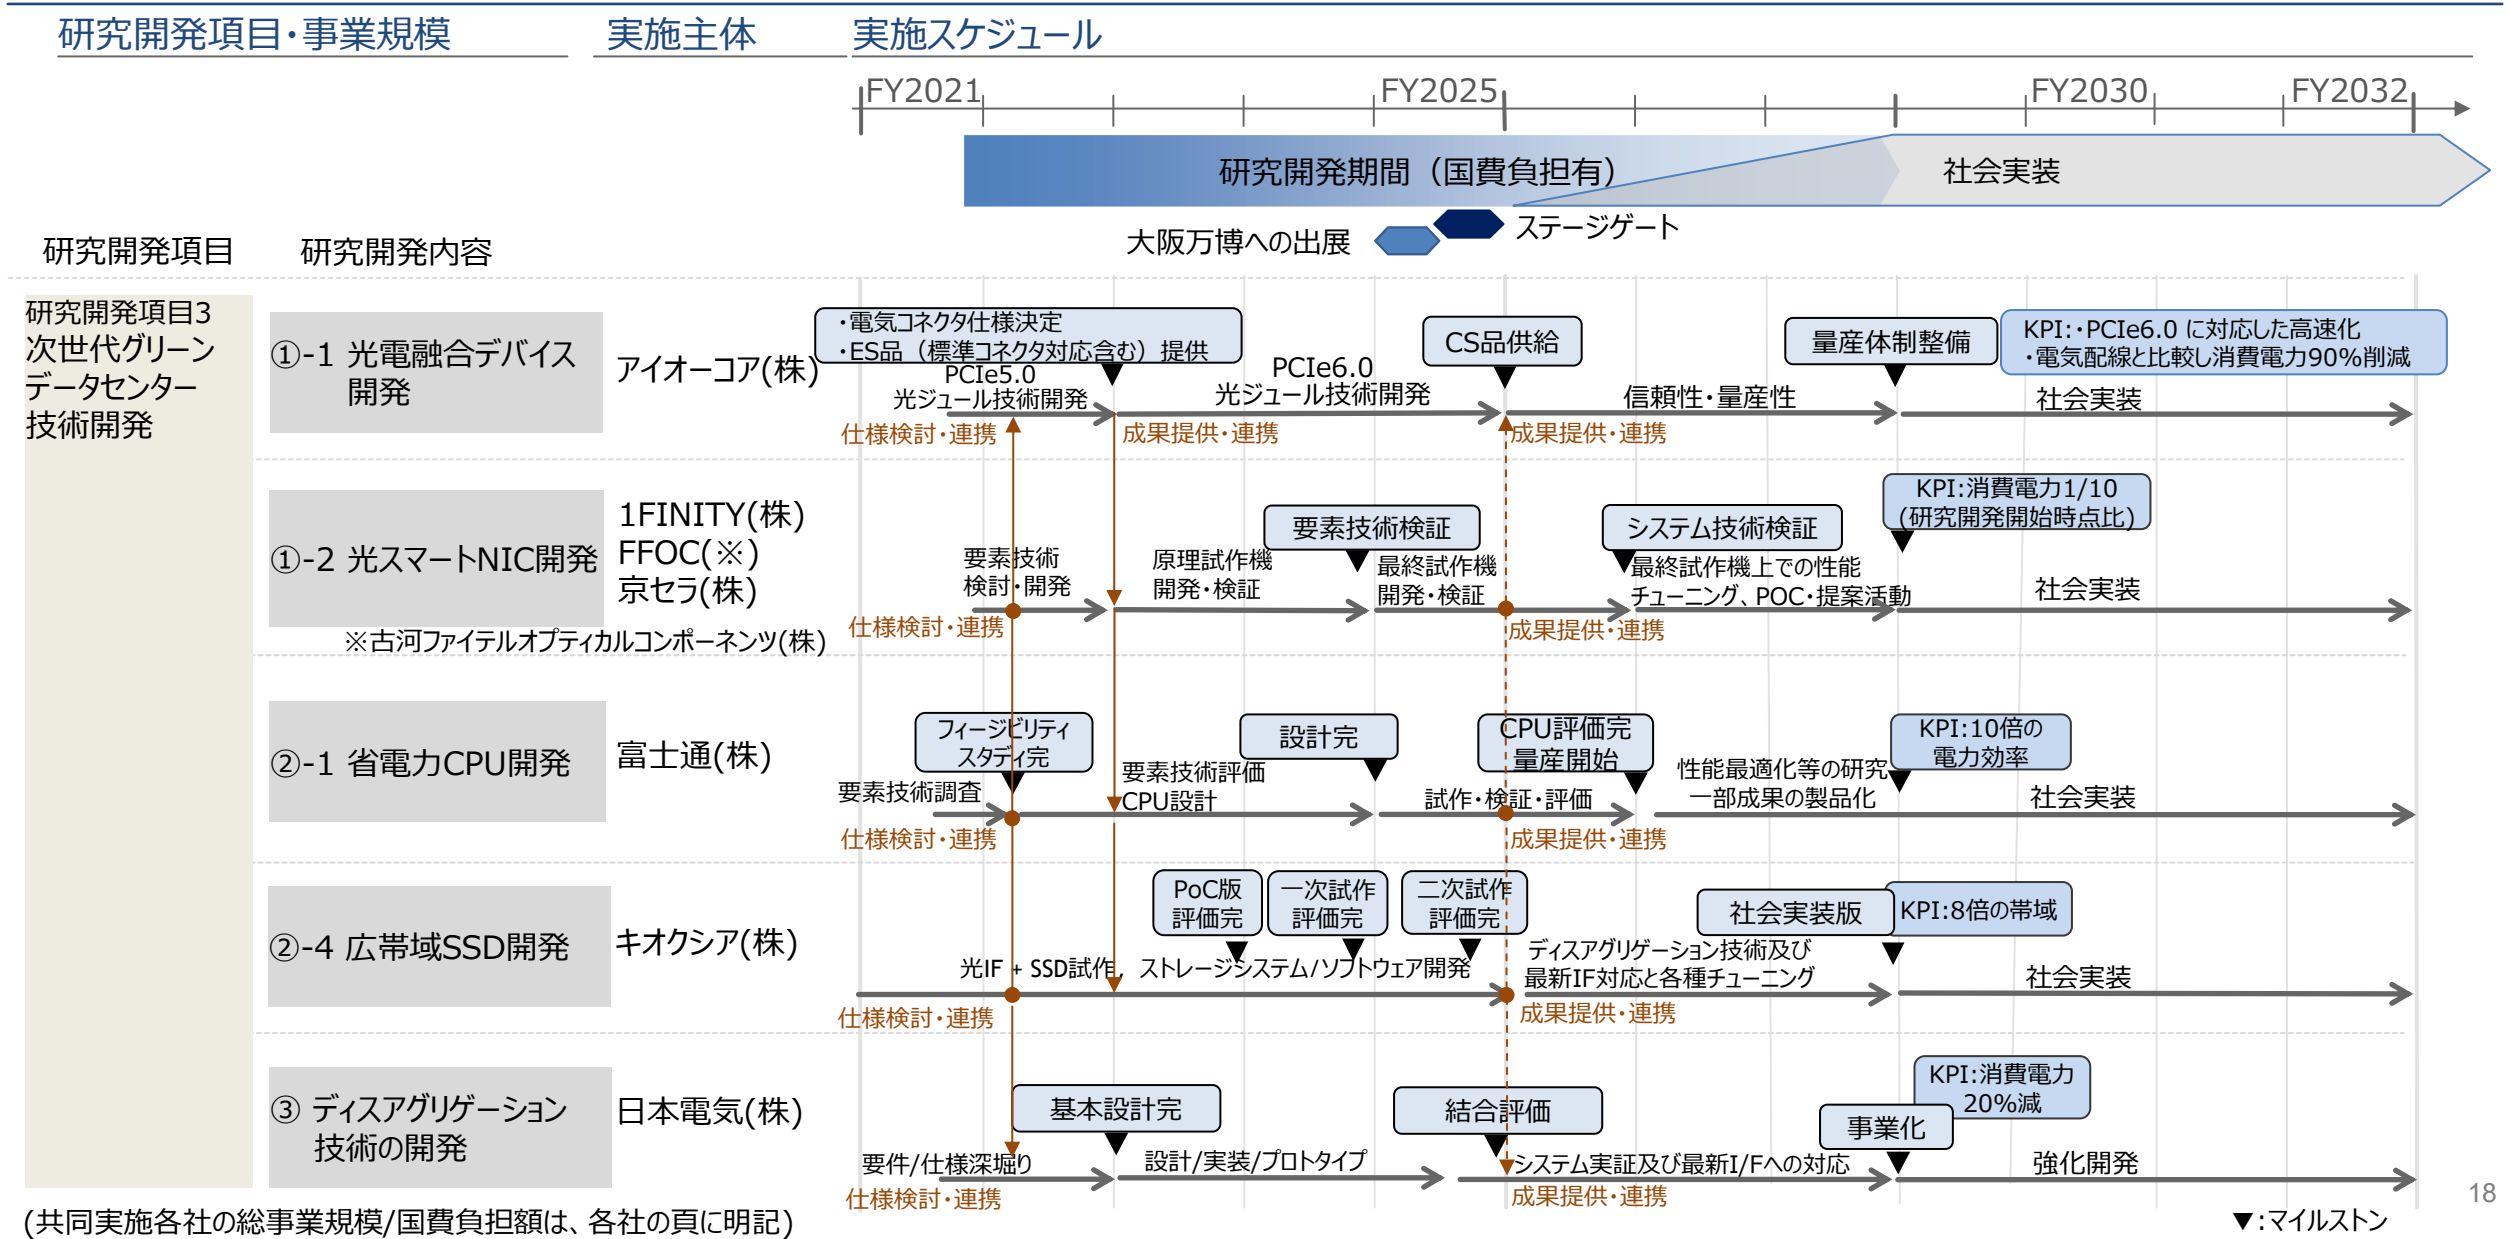 研究開発項目・事業規模
実施主体
実施スケジュール
FY2021
FY2025
FY2030
FY2032
研究開発期間（国費負担有）
社会実装
大阪万博への出展
ステージゲート
研究開発項目
研究開発内容
研究開発項目3
次世代グリーン
データセンター
技術開発
①-1 光電融合デバイス
開発
アイオーコア(株)
・電気コネクタ仕様決定
・ES品（標準コネクタ対応含む）提供
CS品供給
量産体制整備
KPI:・PCIe6.0 に対応した高速化
・電気配線と比較し消費電力90%削減
PCIe5.0
光ジュール技術開発
PCIe6.0
光ジュール技術開発
信頼性・量産性
社会実装
仕様検討・連携
成果提供・連携
成果提供・連携
①-2 光スマートNIC開発
1FINITY(株)
FFOC(※)
京セラ(株)
※古河ファイテルオプティカルコンポーネンツ(株)
要素技術検証
システム技術検証
KPI:消費電力1/10
(研究開発開始時点比)
要素技術
検討・開発
原理試作機
開発・検証
最終試作機
開発・検証
最終試作機上での性能
チューニング、POC・提案活動
社会実装
仕様検討・連携
成果提供・連携
②-1 省電力CPU開発
富士通(株)
フィージビリティ
スタディ完
設計完
CPU評価完
量産開始
KPI:10倍の
電力効率
要素技術調査
要素技術評価
CPU設計
試作・検証・評価
性能最適化等の研究
一部成果の製品化
社会実装
仕様検討・連携
成果提供・連携
②-4 広帯域SSD開発
キオクシア(株)
PoC版
評価完
一次試作
評価完
二次試作
評価完
社会実装版
KPI:8倍の帯域
光IF + SSD試作，ストレージシステム/ソフトウェア開発
ディスアグリゲーション技術及び
最新IF対応と各種チューニング
社会実装
仕様検討・連携
成果提供・連携
③ ディスアグリゲーション
技術の開発
日本電気(株)
基本設計完
結合評価
事業化
KPI:消費電力
20%減
要件/仕様深堀り
設計/実装/プロトタイプ
システム実証及び最新I/Fへの対応
強化開発
仕様検討・連携
成果提供・連携
(共同実施各社の総事業規模/国費負担額は、各社の頁に明記)
▼:マイルストン
18